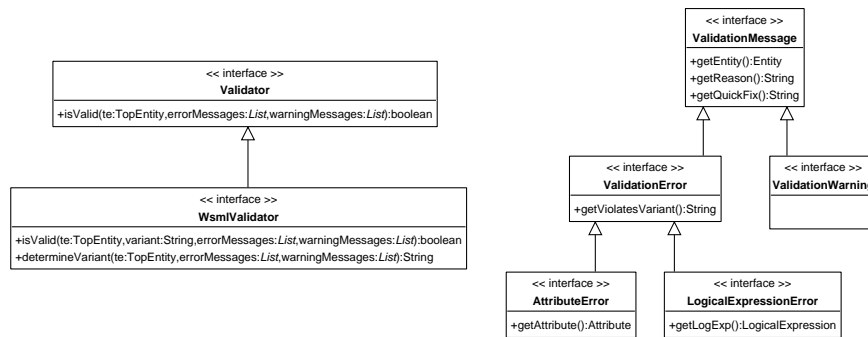 << interface >>
Validator
+isValid(te:TopEntity,errorMessages:List,warningMessages:List):boolean
<< interface >>
WsmlValidator
+isValid(te:TopEntity,variant:String,errorMessages:List,warningMessages:List):boolean
+determineVariant(te:TopEntity,errorMessages:List,warningMessages:List):String
<< interface >>
ValidationMessage
+getEntity():Entity
+getReason():String
+getQuickFix():String
<< interface >>
ValidationError
+getViolatesVariant():String
<< interface >>
ValidationWarning
<< interface >>
AttributeError
+getAttribute():Attribute
<< interface >>
LogicalExpressionError
+getLogExp():LogicalExpression